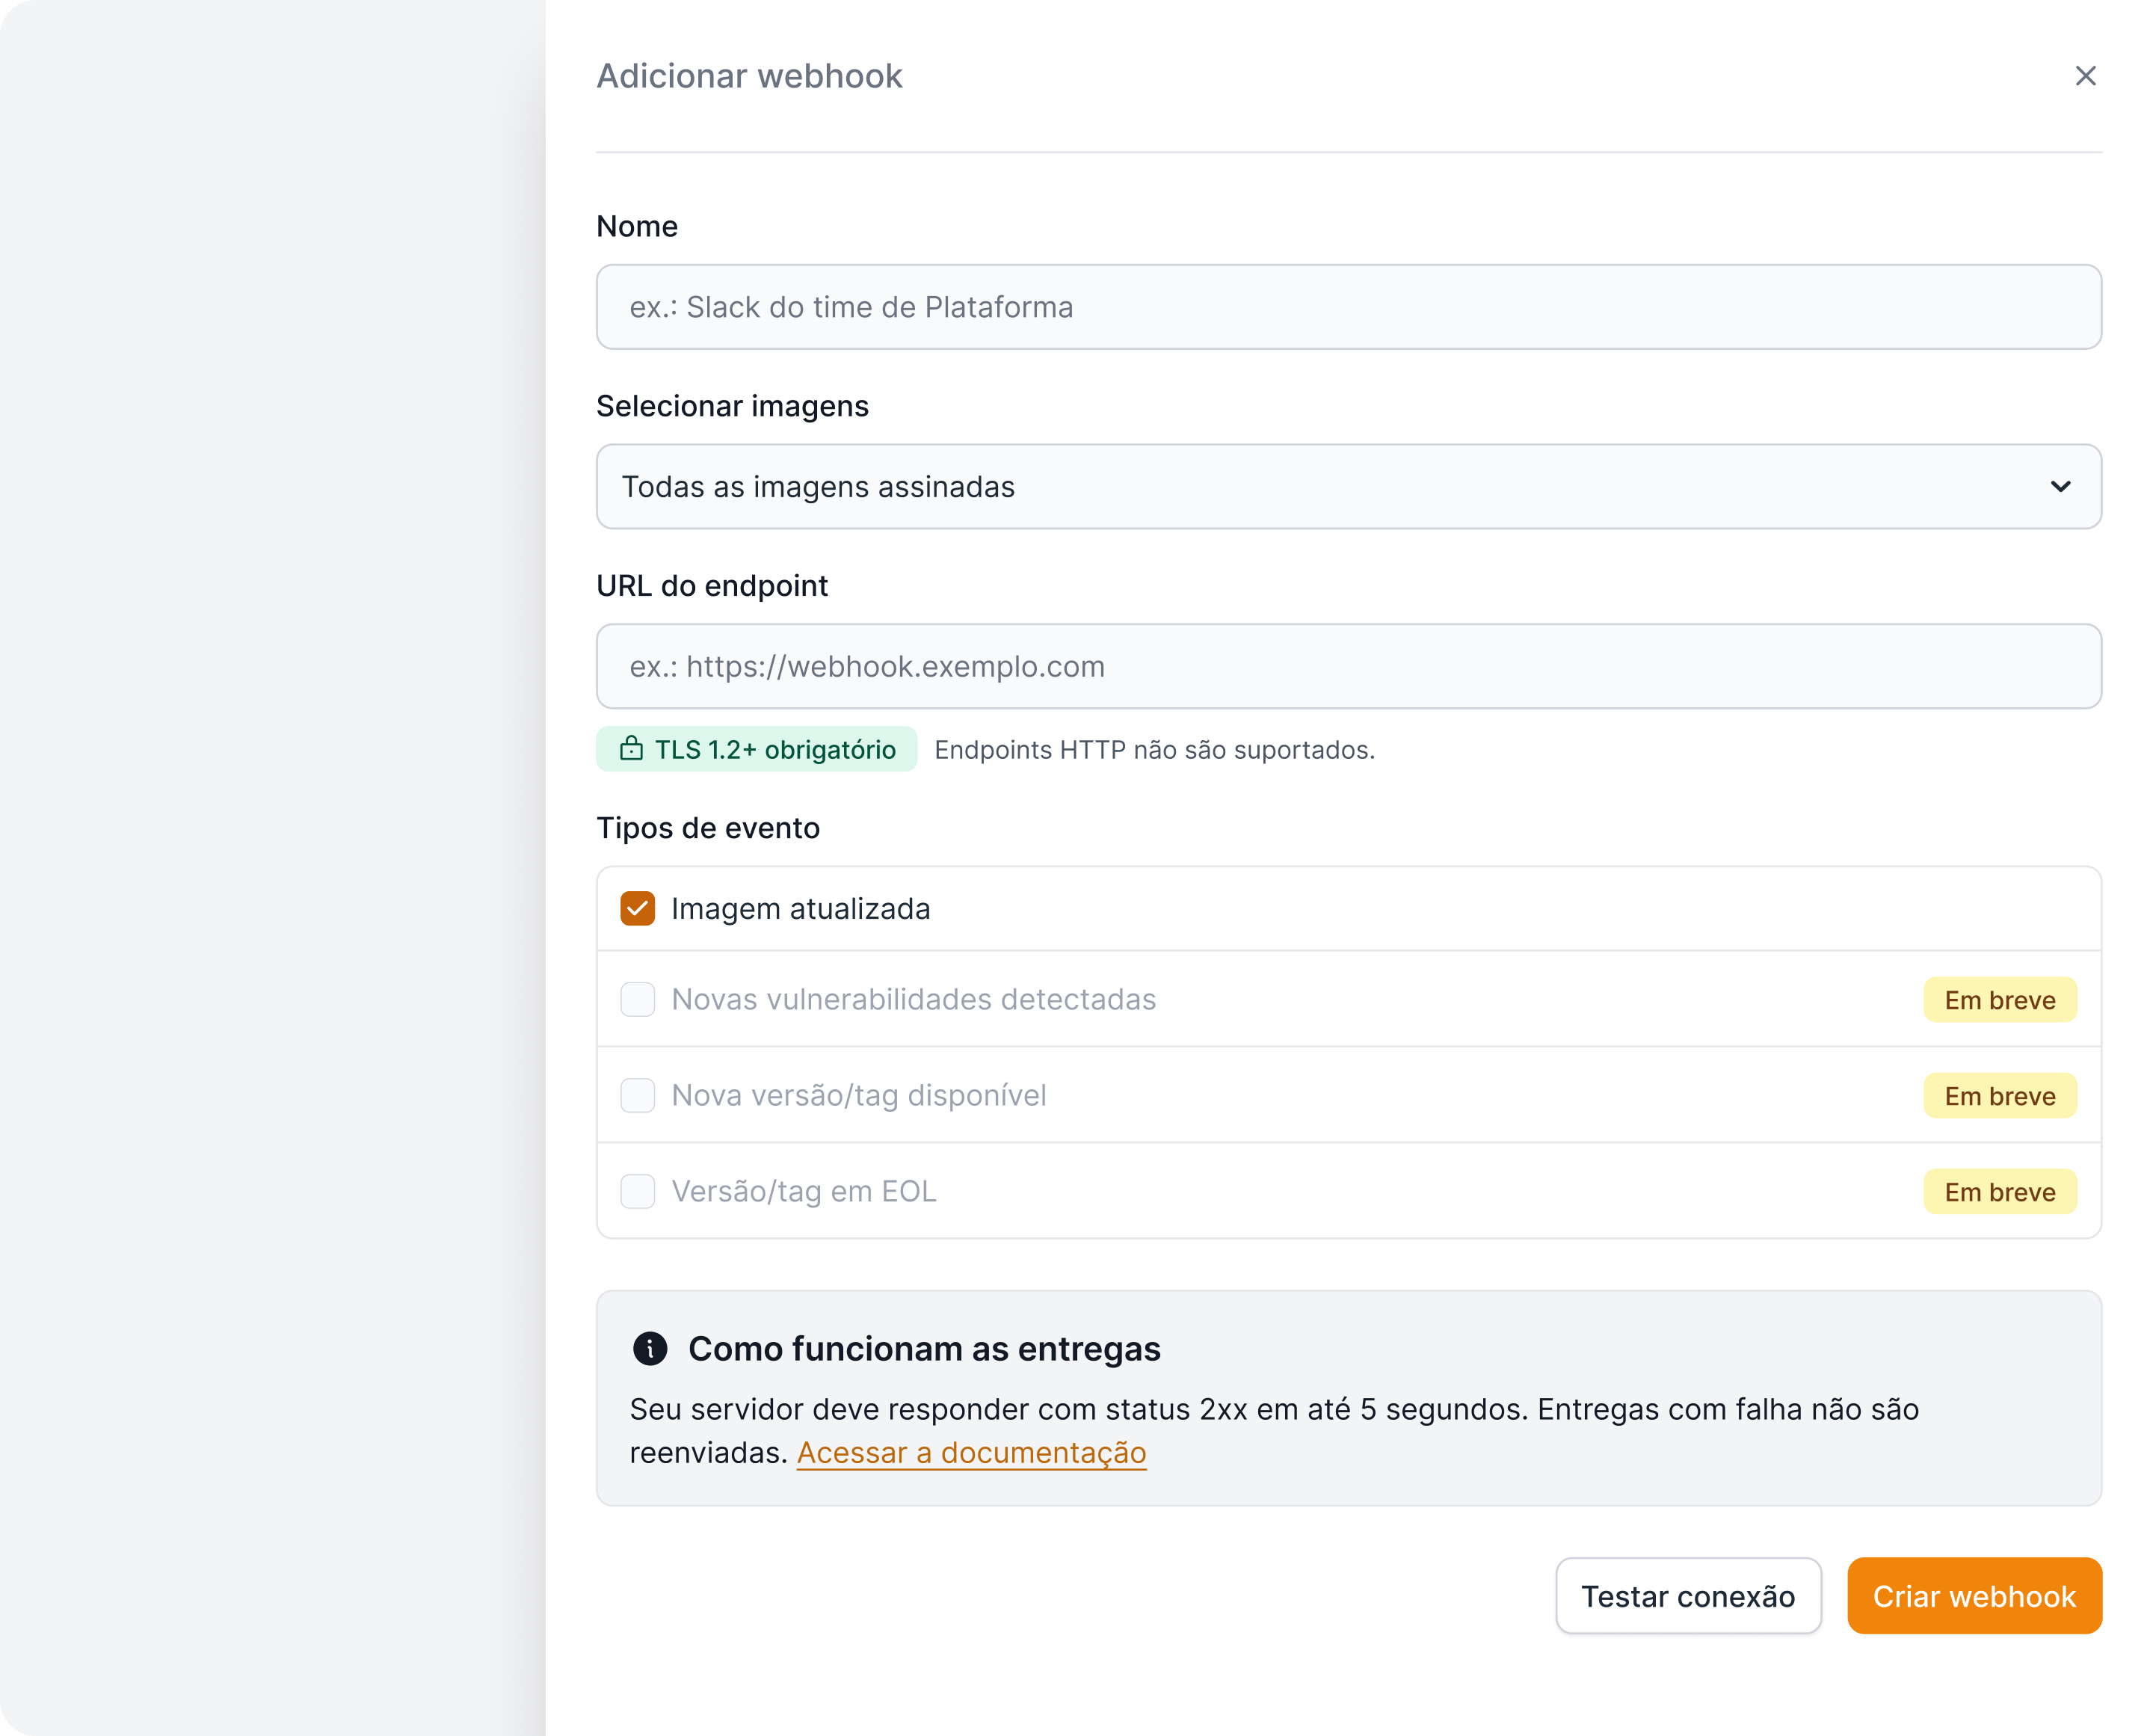 Adicionar webhook
Nome
ex.: Slack do time de Plataforma
Selecionar imagens
Todas as imagens assinadas
URL do endpoint
ex.: https://webhook.exemplo.com
TLS 1.2+ obrigatório Endpoints HTTP não são suportados.
Tipos de evento
Imagem atualizada
Novas vulnerabilidades detectadas Em breve
Nova versão/tag disponível Em breve
Versão/tag em EOL Em breve
Como funcionam as entregas
Seu servidor deve responder com status 2xx em até 5 segundos. Entregas com falha não são
reenviadas. Acessar a documentação
Testar conexão Criar webhook